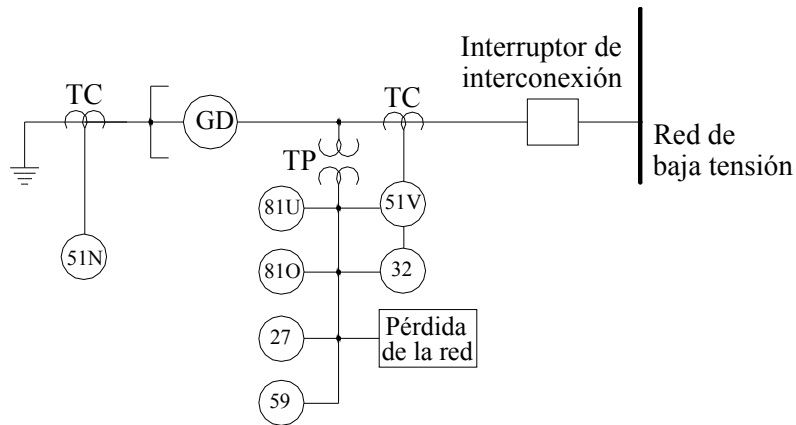 Interruptor de
interconexión
TC
TC
GD
Red de
baja tensión
TP
81U
51V
51N
81O
32
27
Pérdida
de la red
59